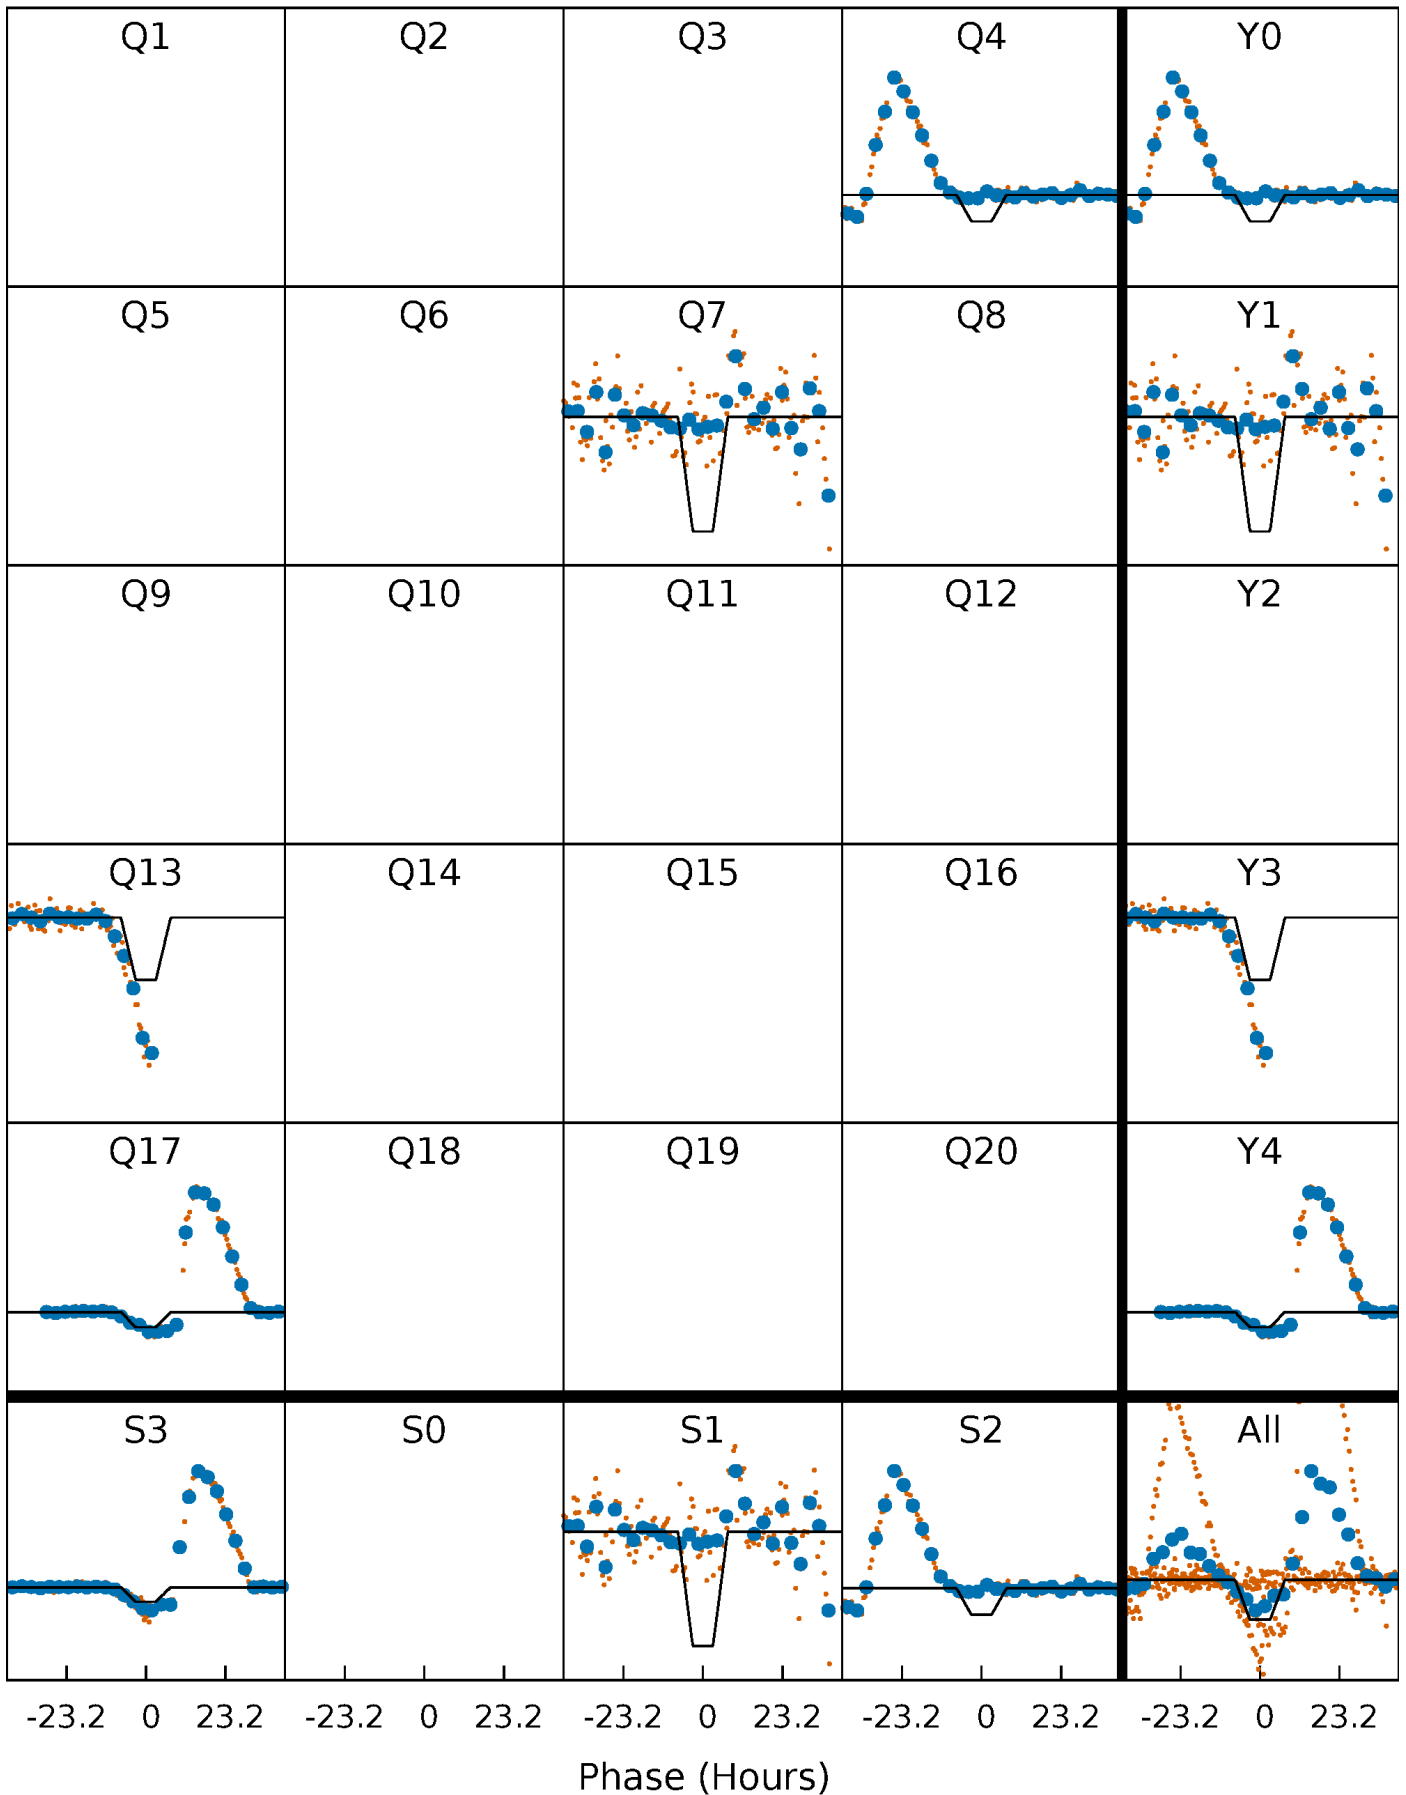 Q1 Q2 Q3 Q4 Y0
Q5 Q6 Q7 Q8 Y1
Q9 Q10 Q11 Q12 Y2
Q13 Q14 Q15 Q16 Y3
Q17 Q18 Q19 Q20 Y4
S3 S0 S1 S2 All
-23.2 0 23.2 -23.2 0 23.2 -23.2 0 23.2 -23.2 0 23.2 -23.2 0 23.2
Phase (Hours)